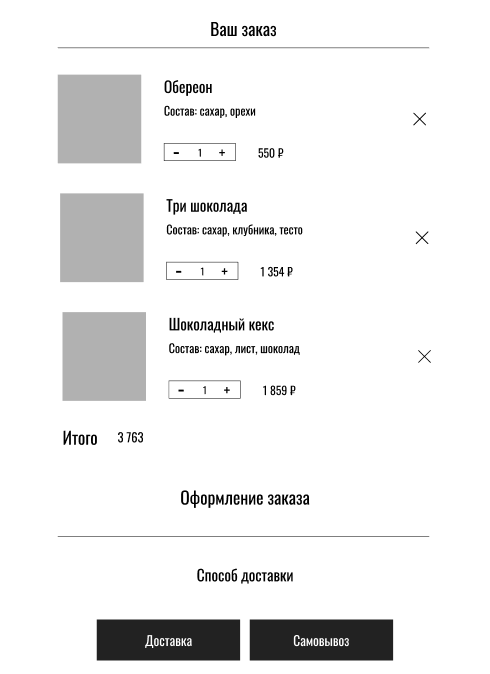 Ваш заказ
Обереон
Состав: сахар, орехи
- 1 + 550 ₽
Три шоколада
Состав: сахар, клубника, тесто
- 1 + 1 354 ₽
Шоколадный кекс
Состав: сахар, лист, шоколад
- 1 + 1 859 ₽
Итого 3 763
Оформление заказа
Способ доставки
Доставка Самовывоз